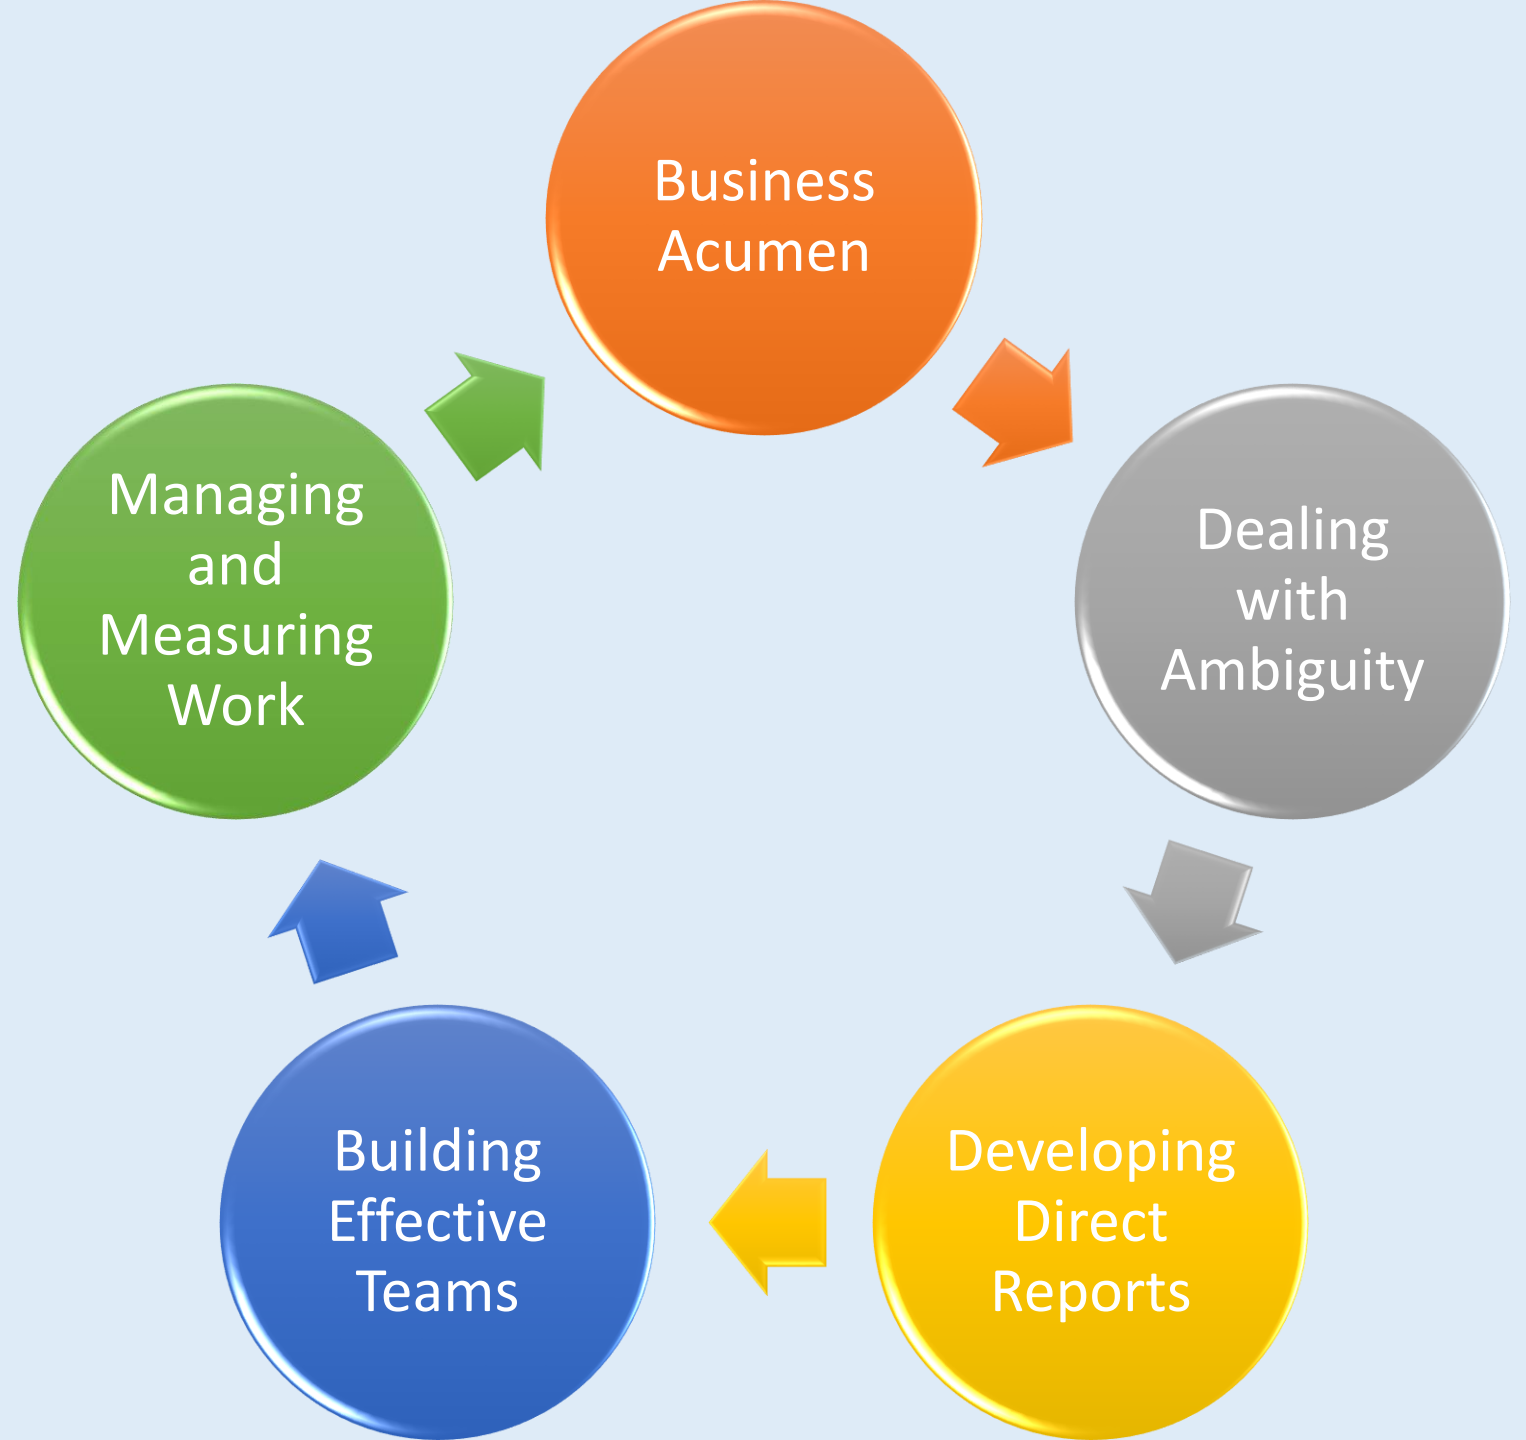 Business
Acumen
Dealing
with
Ambiguity
Developing
Direct
Reports
Building
Effective
Teams
Managing
and
Measuring
Work